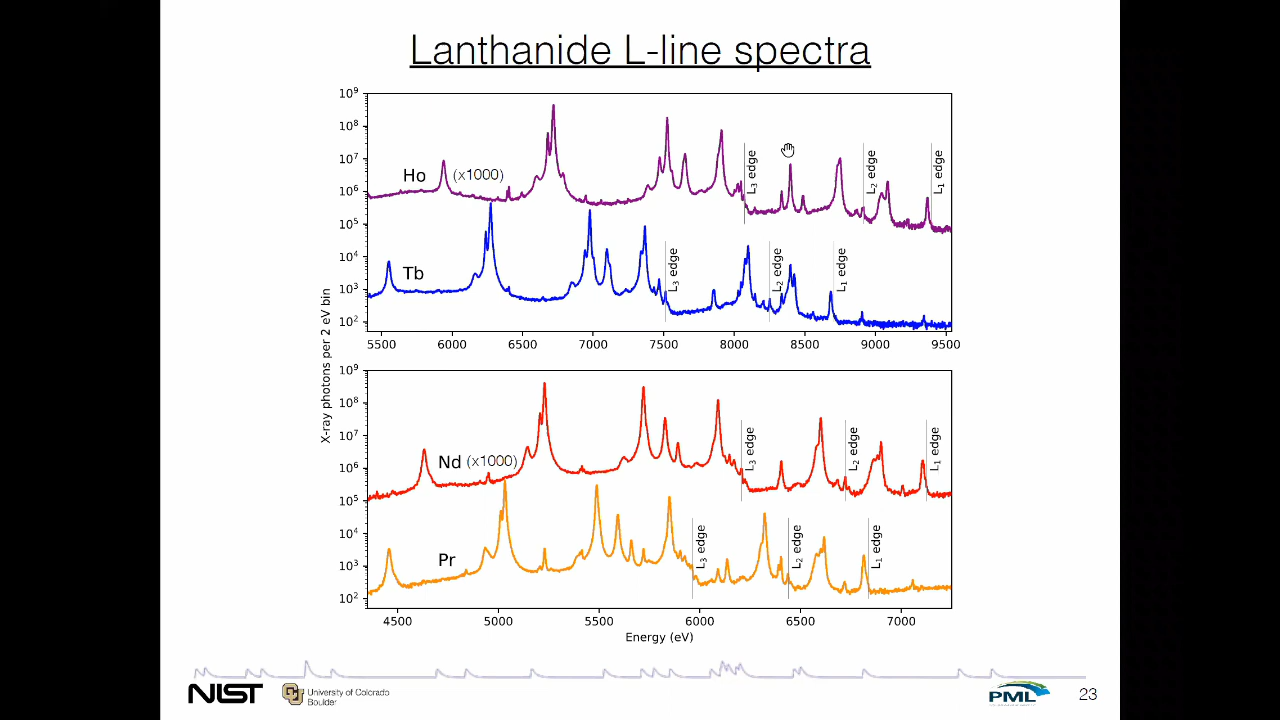 Lanthanide L-line spectra
10⁹
10⁸
10⁷
10⁶
10⁵
10⁴
10³
10²
Ho (x1000)
L₃ edge
L₂ edge
L₁ edge
Tb
L₃ edge
L₂ edge
L₁ edge
5500 6000 6500 7000 7500 8000 8500 9000 9500
X-ray photons per 2 eV bin
10⁹
10⁸
10⁷
10⁶
10⁵
10⁴
10³
10²
Nd (x1000)
L₃ edge
L₂ edge
L₁ edge
Pr
L₃ edge
L₂ edge
L₁ edge
4500 5000 5500 6000 6500 7000
Energy (eV)
NIST
CU
University of Colorado
Boulder
PML
23